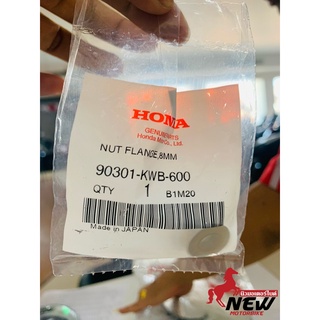 HONDA
GENUINE PARTS
Honda Motor Co., Ltd.
NUT FLANGE,8MM
90301-KWB-600
QTY 1 B1M20
Made in JAPAN
NEW
MOTORBIKE